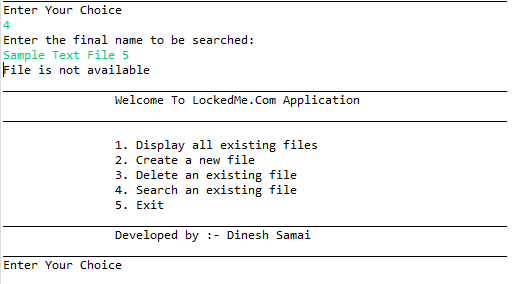 Enter Your Choice
4
Enter the final name to be searched:
Sample Text File 5
File is not available
Welcome To LockedMe.Com Application
1. Display all existing files
2. Create a new file
3. Delete an existing file
4. Search an existing file
5. Exit
Developed by :- Dinesh Samai
Enter Your Choice